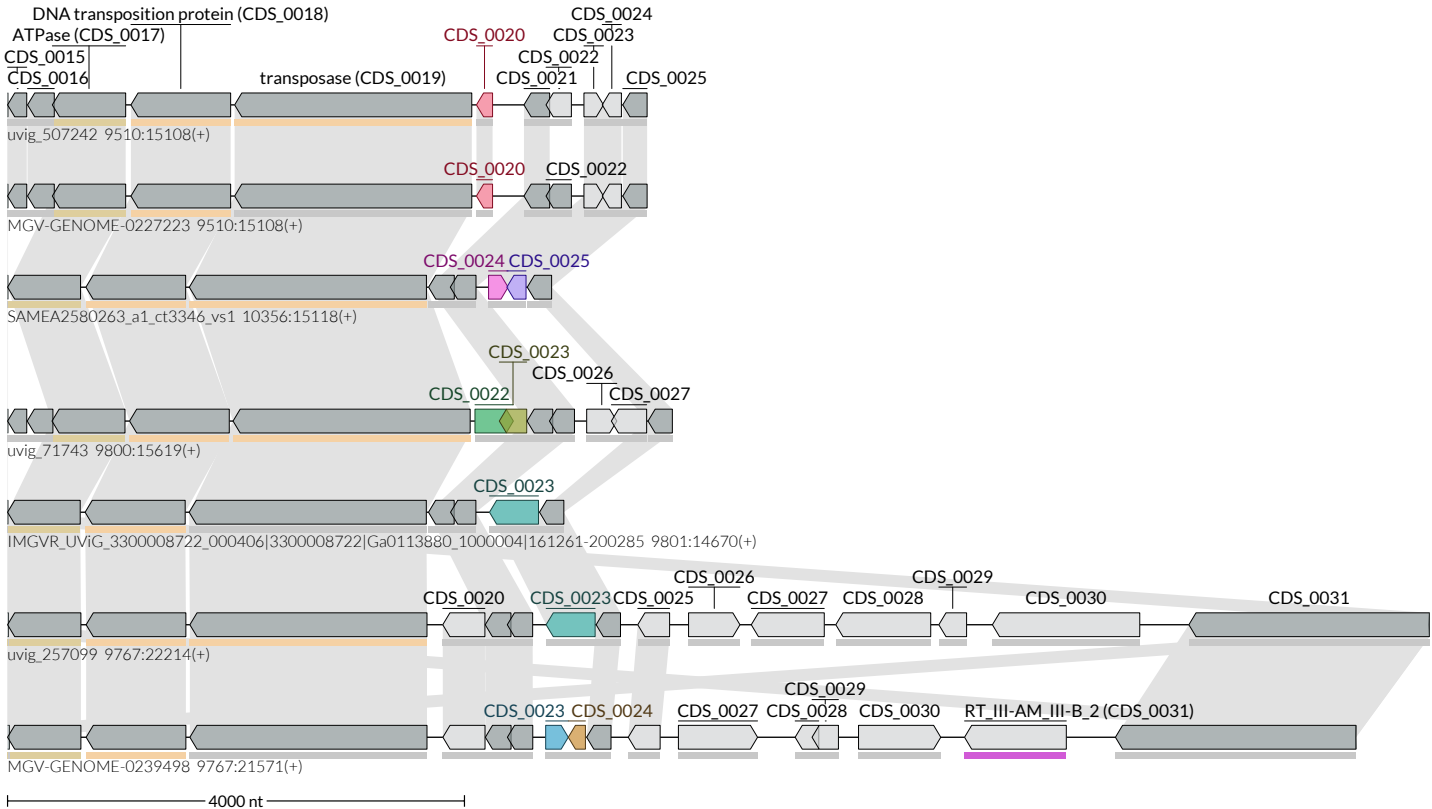 DNA transposition protein (CDS_0018) CDS_0024
ATPase (CDS_0017) CDS_0020 CDS_0023
CDS_0015 CDS_0022
CDS_0016 transposase (CDS_0019) CDS_0021 CDS_0025
uvig_507242 9510:15108(+)
CDS_0020 CDS_0022
MGV-GENOME-0227223 9510:15108(+)
CDS_0024 CDS_0025
SAMEA2580263_a1_ct3346_vs1 10356:15118(+)
CDS_0023
CDS_0026
CDS_0022 CDS_0027
uvig_71743 9800:15619(+)
CDS_0023
IMGVR_UViG_3300008722_000406|3300008722|Ga0113880_1000004|161261-200285 9801:14670(+)
CDS_0026 CDS_0029
CDS_0020 CDS_0023 CDS_0025 CDS_0027 CDS_0028 CDS_0030 CDS_0031
uvig_257099 9767:22214(+)
CDS_0029
CDS_0023 CDS_0024 CDS_0027 CDS_0028 CDS_0030 RT_III-AM_III-B_2 (CDS_0031)
MGV-GENOME-0239498 9767:21571(+)
4000 nt